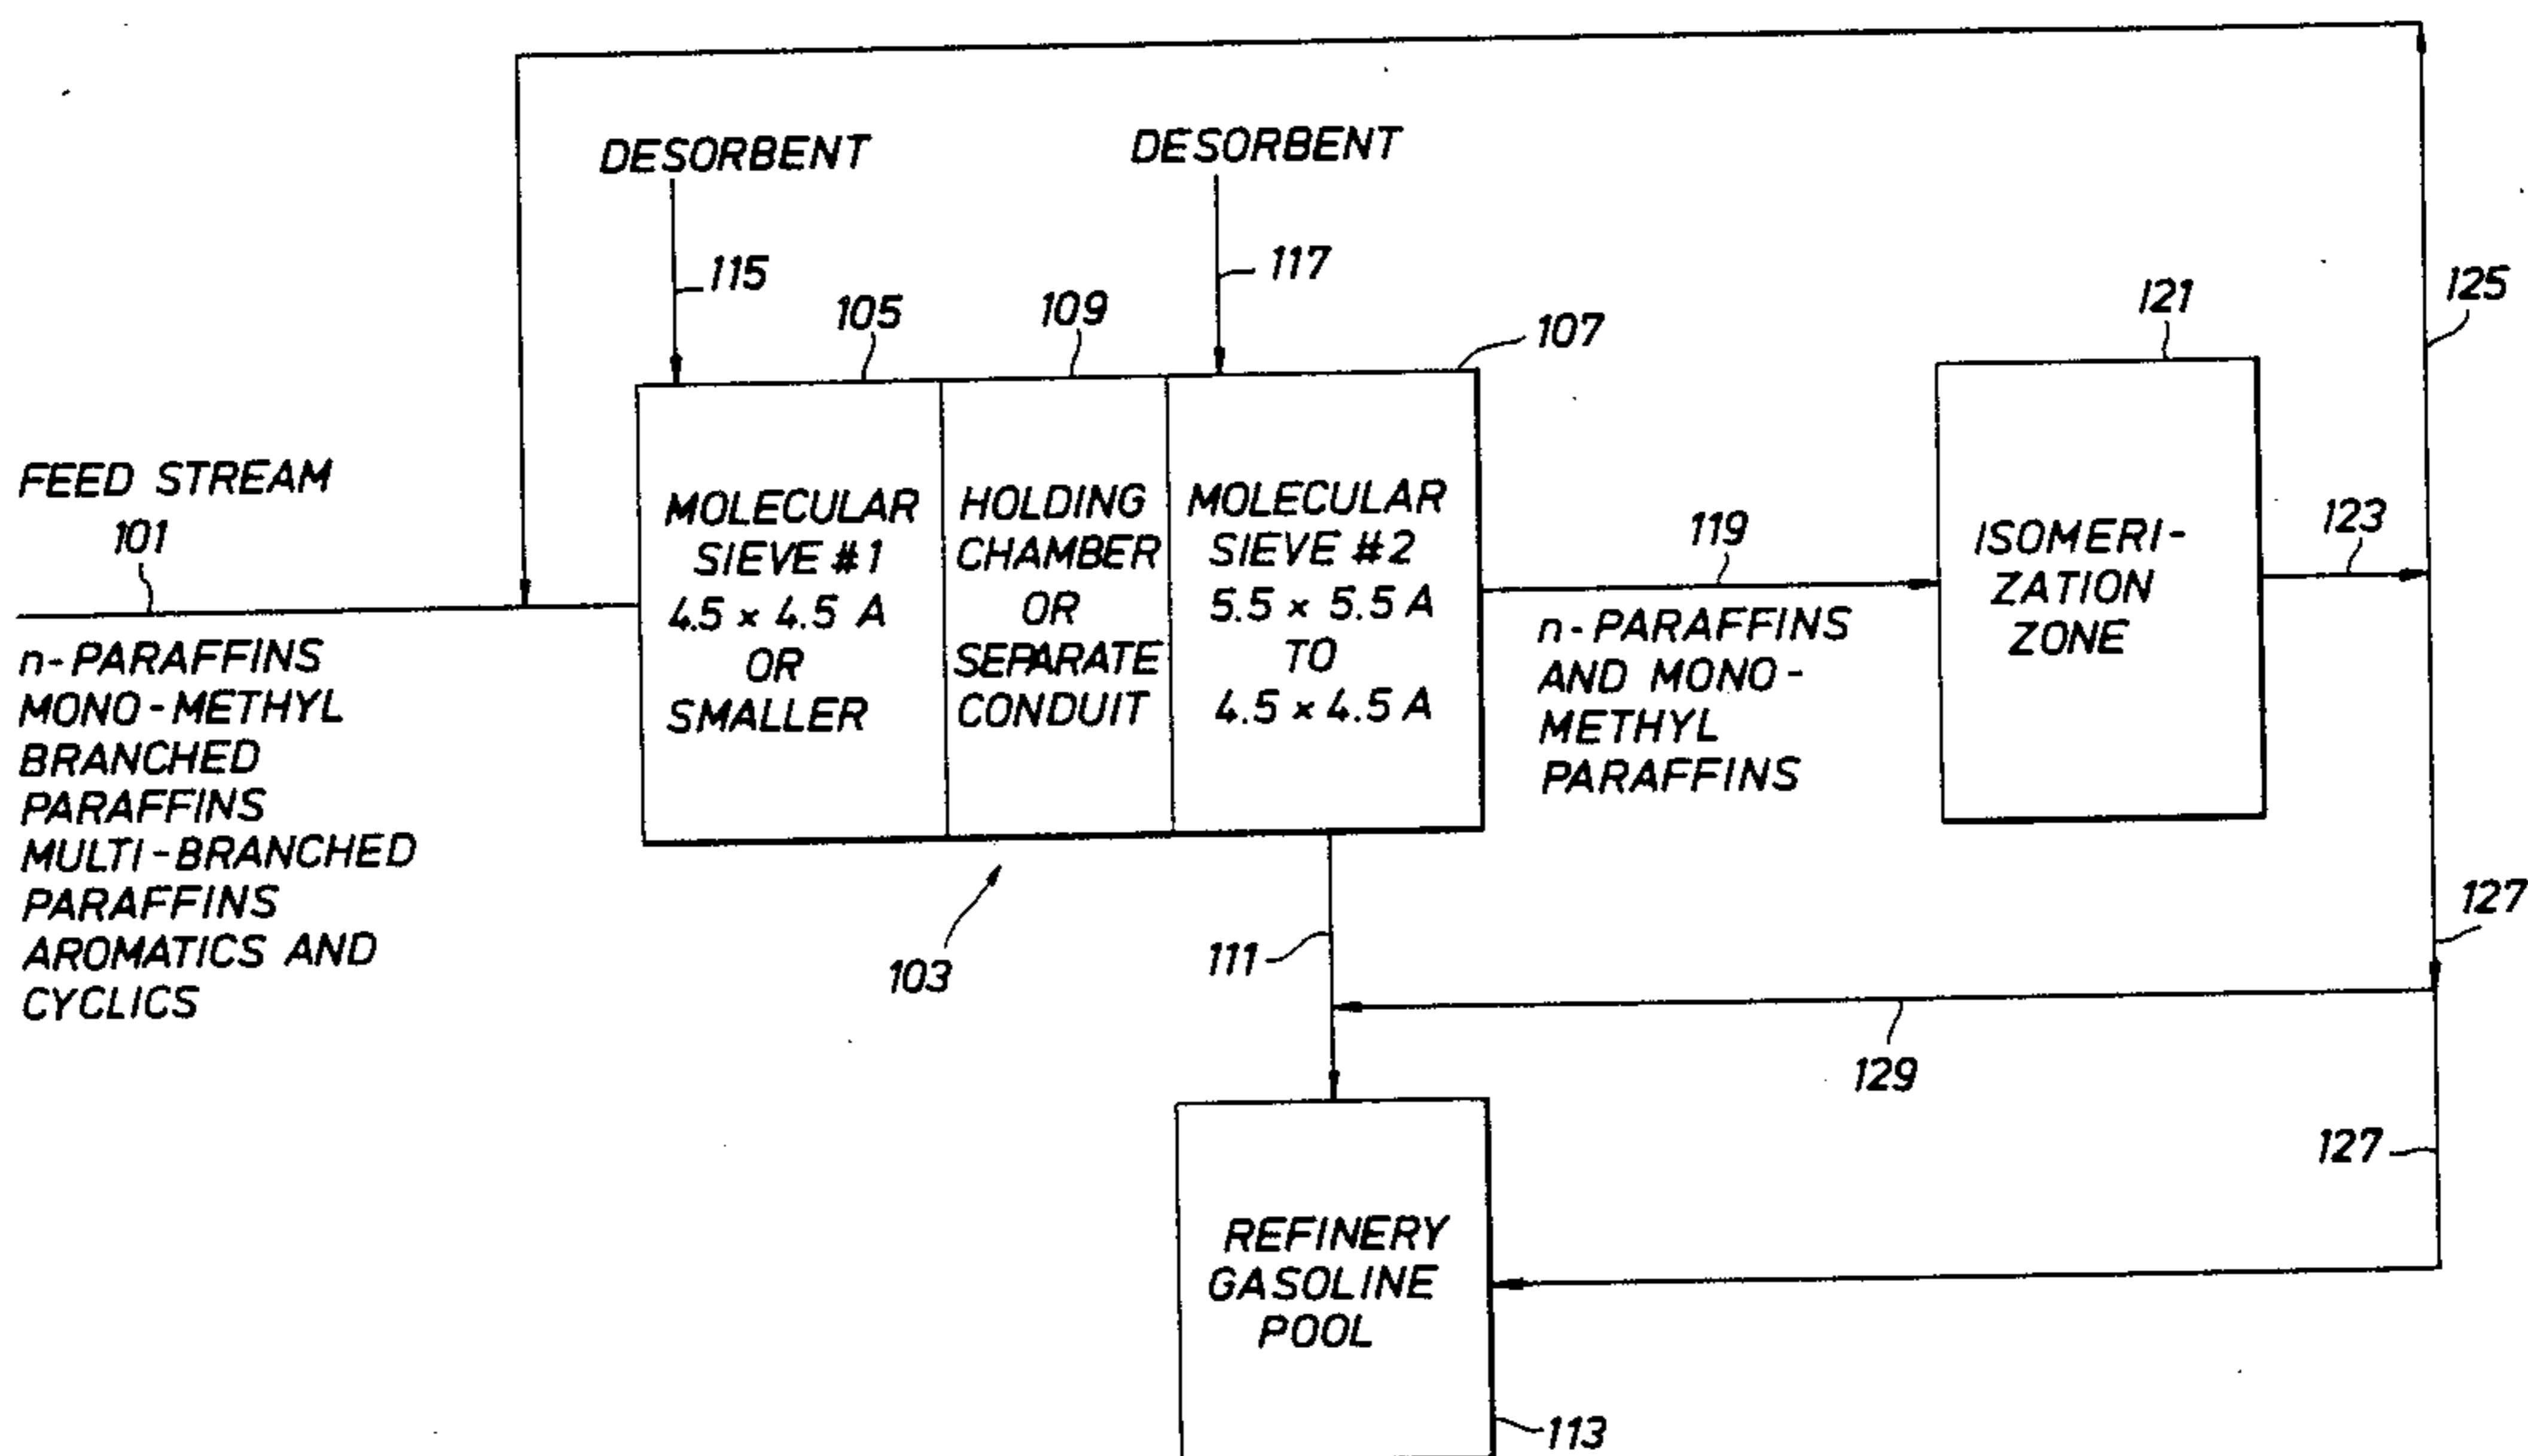 DESORBENT
DESORBENT
115
117
105
109
107
121
125
FEED STREAM
101
n-PARAFFINS
MONO-METHYL
BRANCHED
PARAFFINS
MULTI-BRANCHED
PARAFFINS
AROMATICS AND
CYCLICS
MOLECULAR
SIEVE #1
4.5 × 4.5 A
OR
SMALLER
HOLDING
CHAMBER
OR
SEPARATE
CONDUIT
MOLECULAR
SIEVE #2
5.5 × 5.5 A
TO
4.5 × 4.5 A
119
n-PARAFFINS
AND MONO-
METHYL
PARAFFINS
ISOMERI-
ZATION
ZONE
123
103
111
127
129
127
REFINERY
GASOLINE
POOL
113